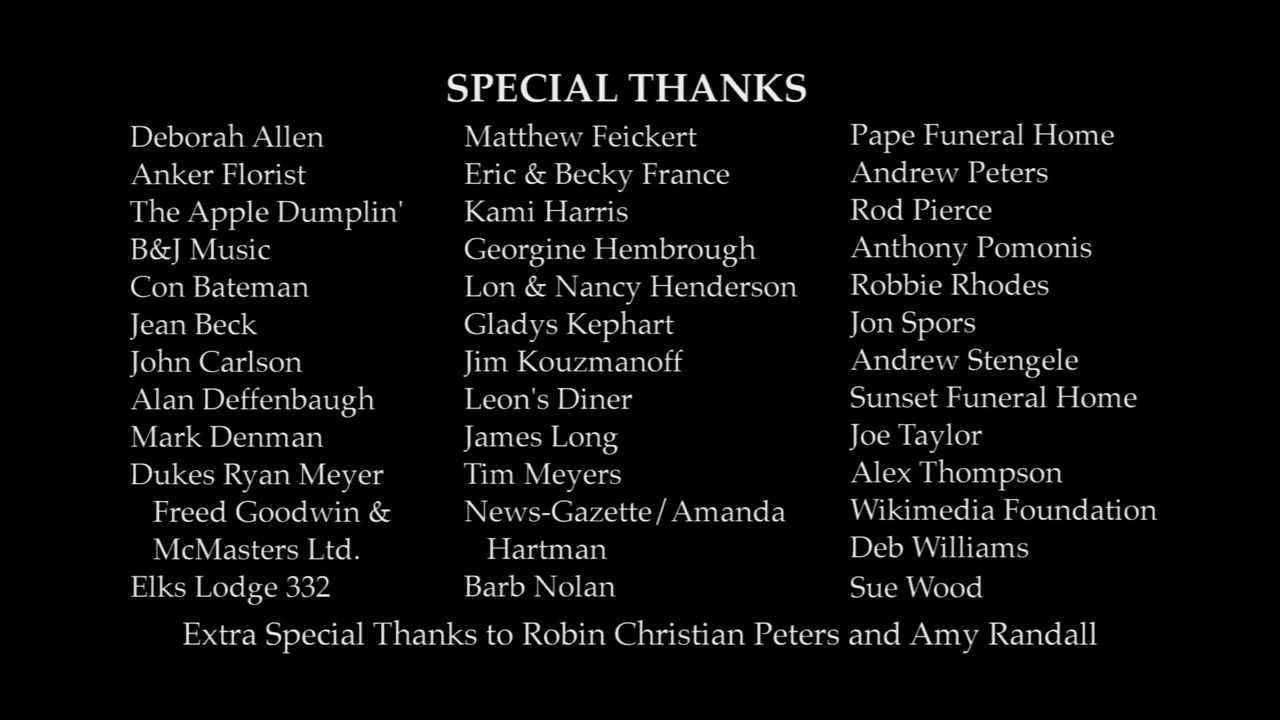 SPECIAL THANKS
Deborah Allen
Anker Florist
The Apple Dumplin'
B&J Music
Con Bateman
Jean Beck
John Carlson
Alan Deffenbaugh
Mark Denman
Dukes Ryan Meyer
Freed Goodwin &
McMasters Ltd.
Elks Lodge 332
Matthew Feickert
Eric & Becky France
Kami Harris
Georgine Hembrough
Lon & Nancy Henderson
Gladys Kephart
Jim Kouzmanoff
Leon's Diner
James Long
Tim Meyers
News-Gazette/Amanda
Hartman
Barb Nolan
Pape Funeral Home
Andrew Peters
Rod Pierce
Anthony Pomonis
Robbie Rhodes
Jon Spors
Andrew Stengele
Sunset Funeral Home
Joe Taylor
Alex Thompson
Wikimedia Foundation
Deb Williams
Sue Wood
Extra Special Thanks to Robin Christian Peters and Amy Randall